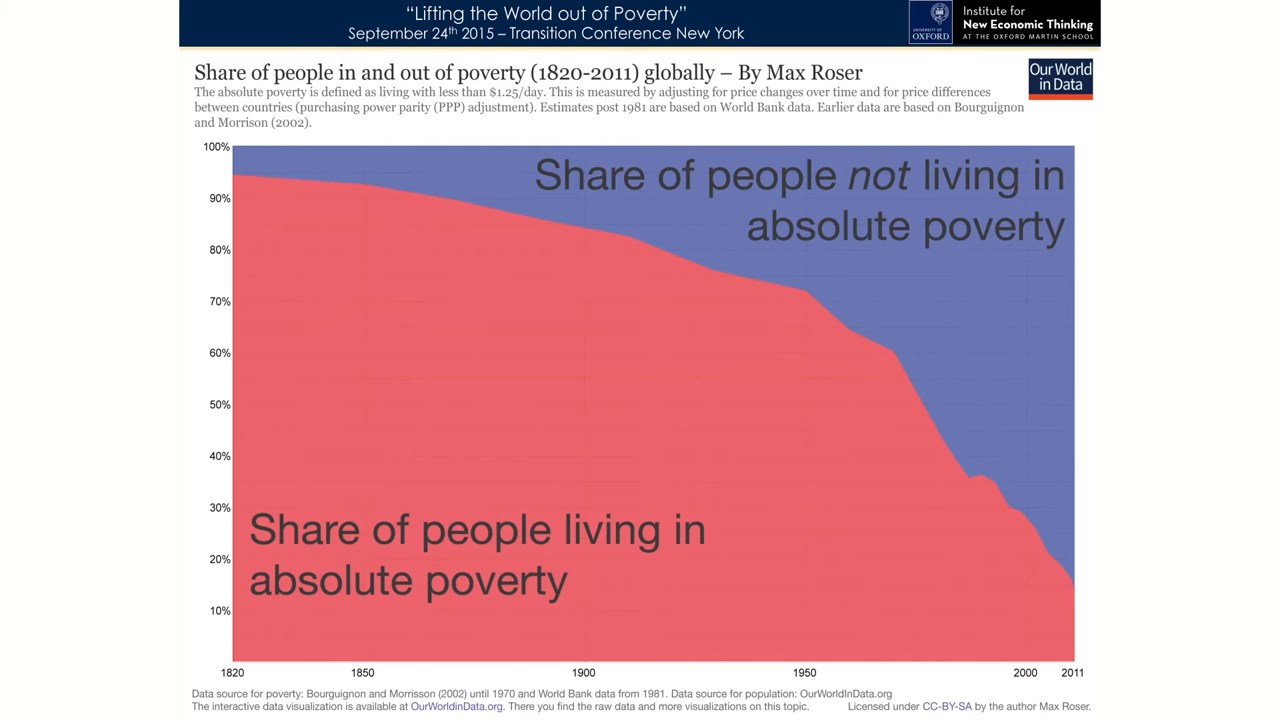 “Lifting the World out of Poverty”
September 24th 2015 – Transition Conference New York
UNIVERSITY OF
OXFORD
Institute for
New Economic Thinking
AT THE OXFORD MARTIN SCHOOL
Share of people in and out of poverty (1820-2011) globally – By Max Roser
Our World
in Data
The absolute poverty is defined as living with less than $1.25/day. This is measured by adjusting for price changes over time and for price differences
between countries (purchasing power parity (PPP) adjustment). Estimates post 1981 are based on World Bank data. Earlier data are based on Bourguignon
and Morrison (2002).
100%
90%
80%
70%
60%
50%
40%
30%
20%
10%
Share of people not living in
absolute poverty
Share of people living in
absolute poverty
1820 1850 1900 1950 2000 2011
Data source for poverty: Bourguignon and Morrisson (2002) until 1970 and World Bank data from 1981. Data source for population: OurWorldInData.org
The interactive data visualization is available at OurWorldinData.org. There you find the raw data and more visualizations on this topic.
Licensed under CC-BY-SA by the author Max Roser.